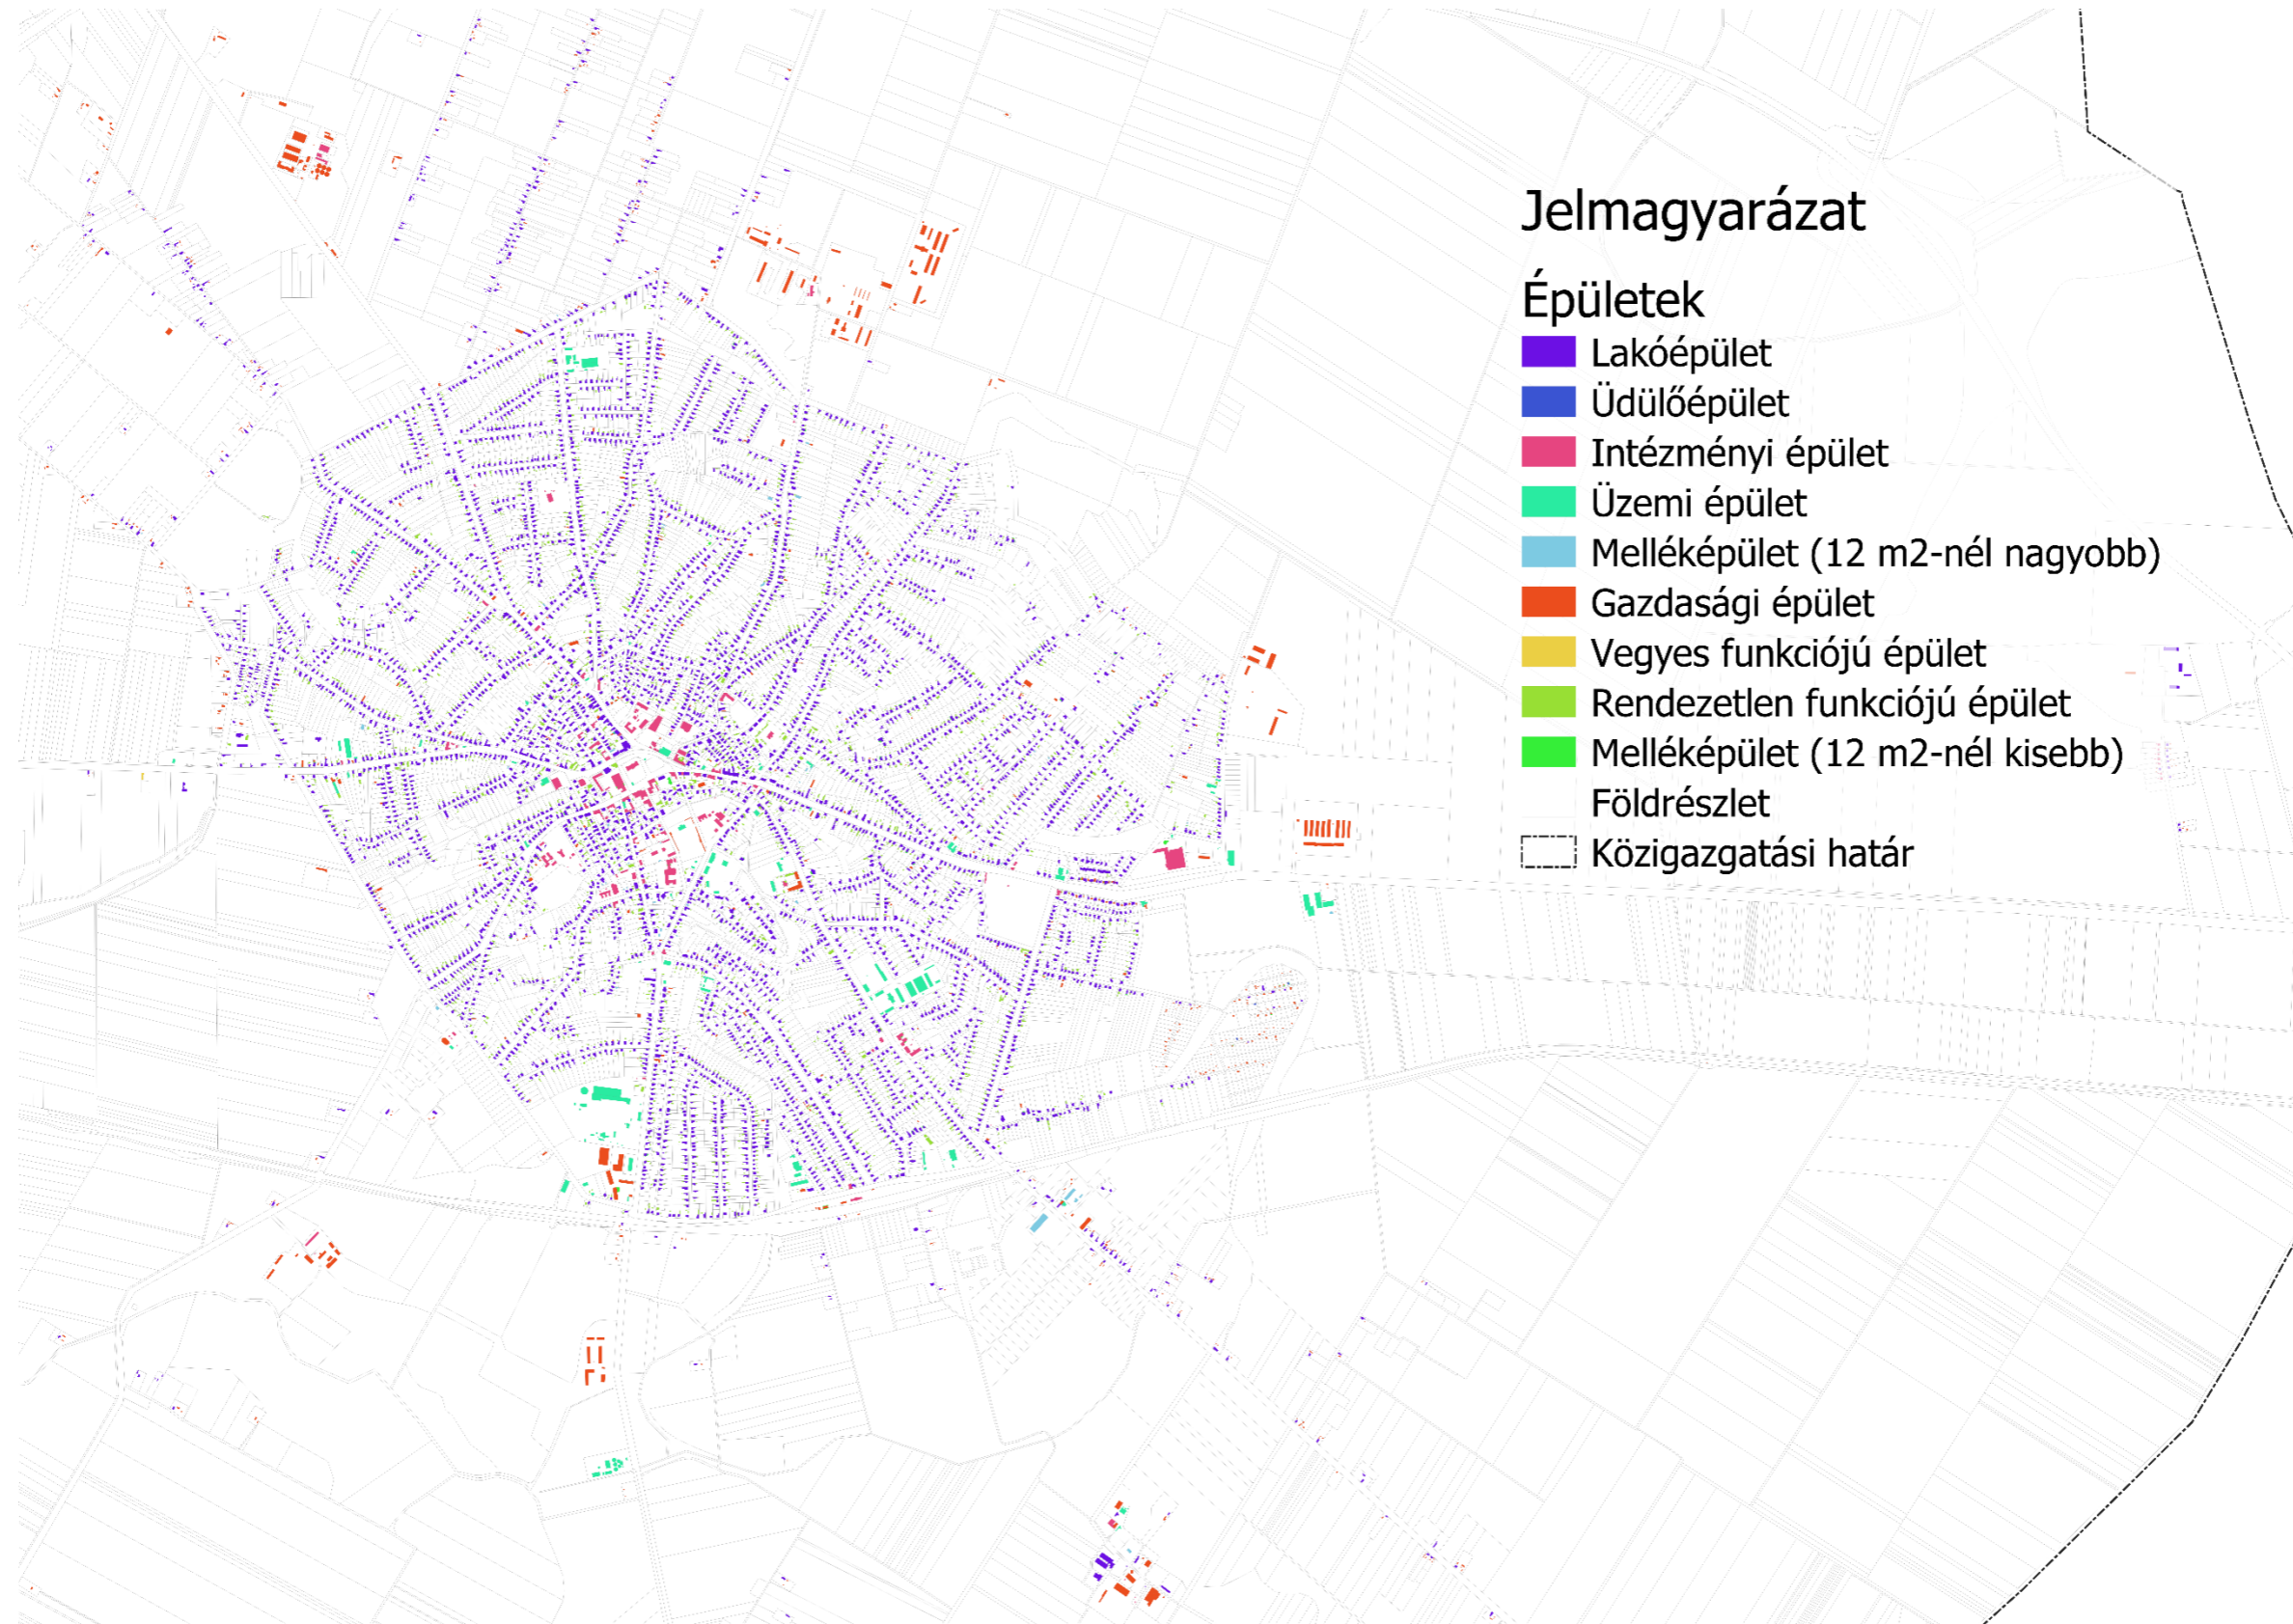 Jelmagyarázat
Épületek
Lakóépület
Üdülőépület
Intézményi épület
Üzemi épület
Melléképület (12 m2-nél nagyobb)
Gazdasági épület
Vegyes funkciójú épület
Rendezetlen funkciójú épület
Melléképület (12 m2-nél kisebb)
Földrészlet
Közigazgatási határ